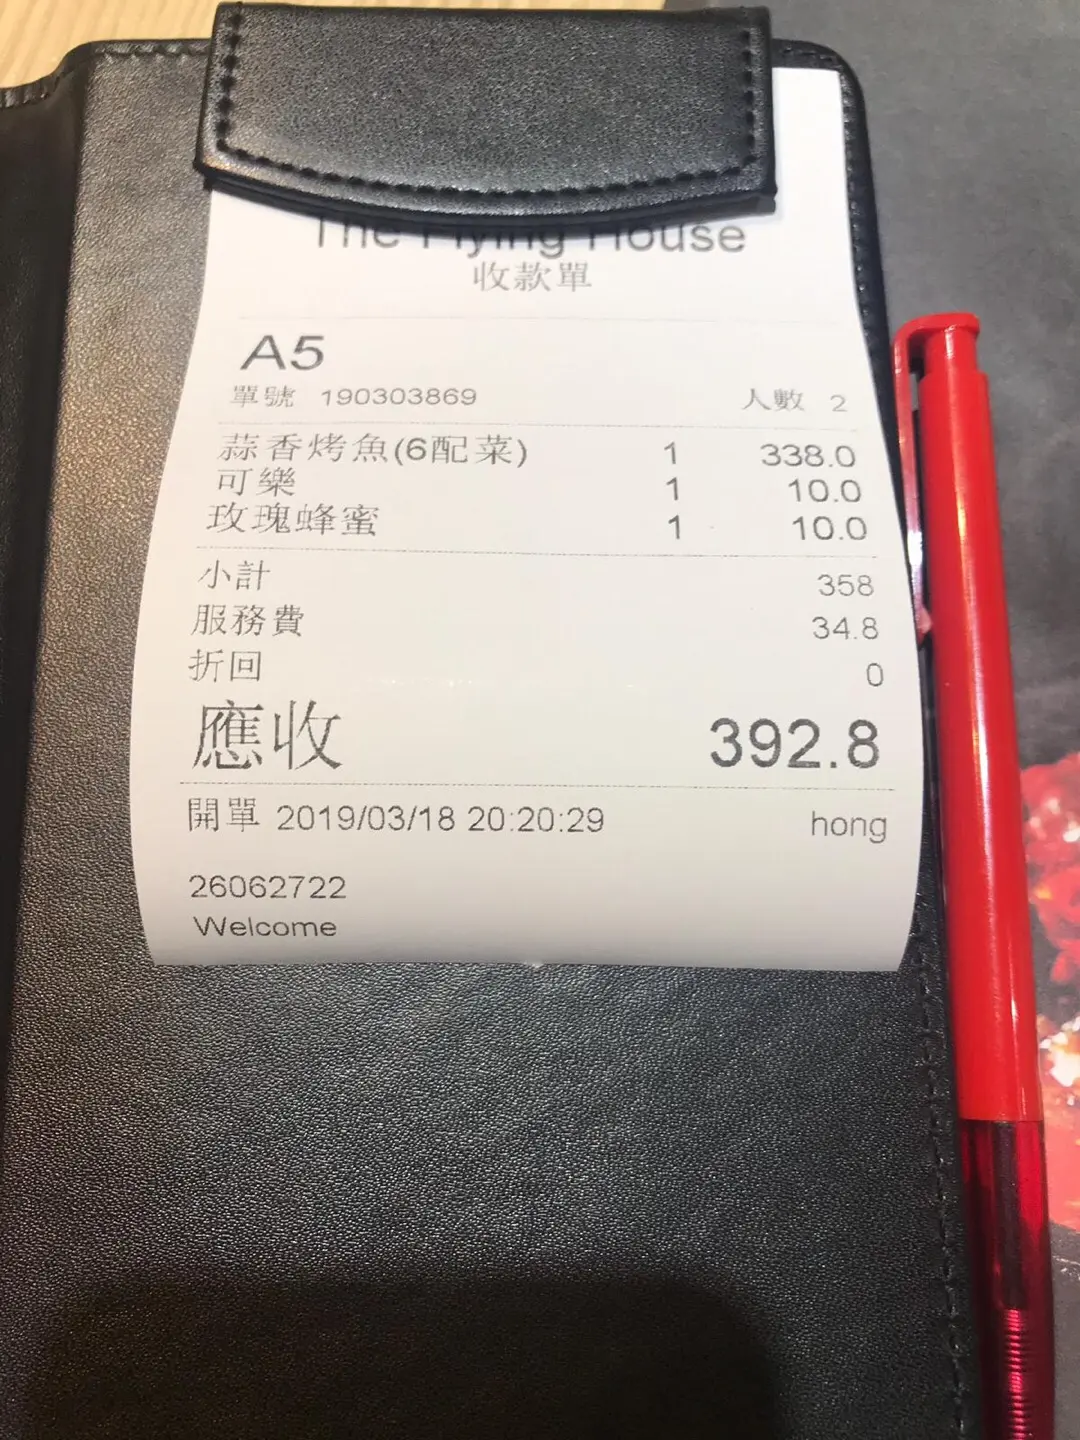 The Flying House
收款單
A5
單號 190303869 人數 2
蒜香烤魚(6配菜) 1 338.0
可樂 1 10.0
玫瑰蜂蜜 1 10.0
小計 358
服務費 34.8
折回 0
應收 392.8
開單 2019/03/18 20:20:29 hong
26062722
Welcome